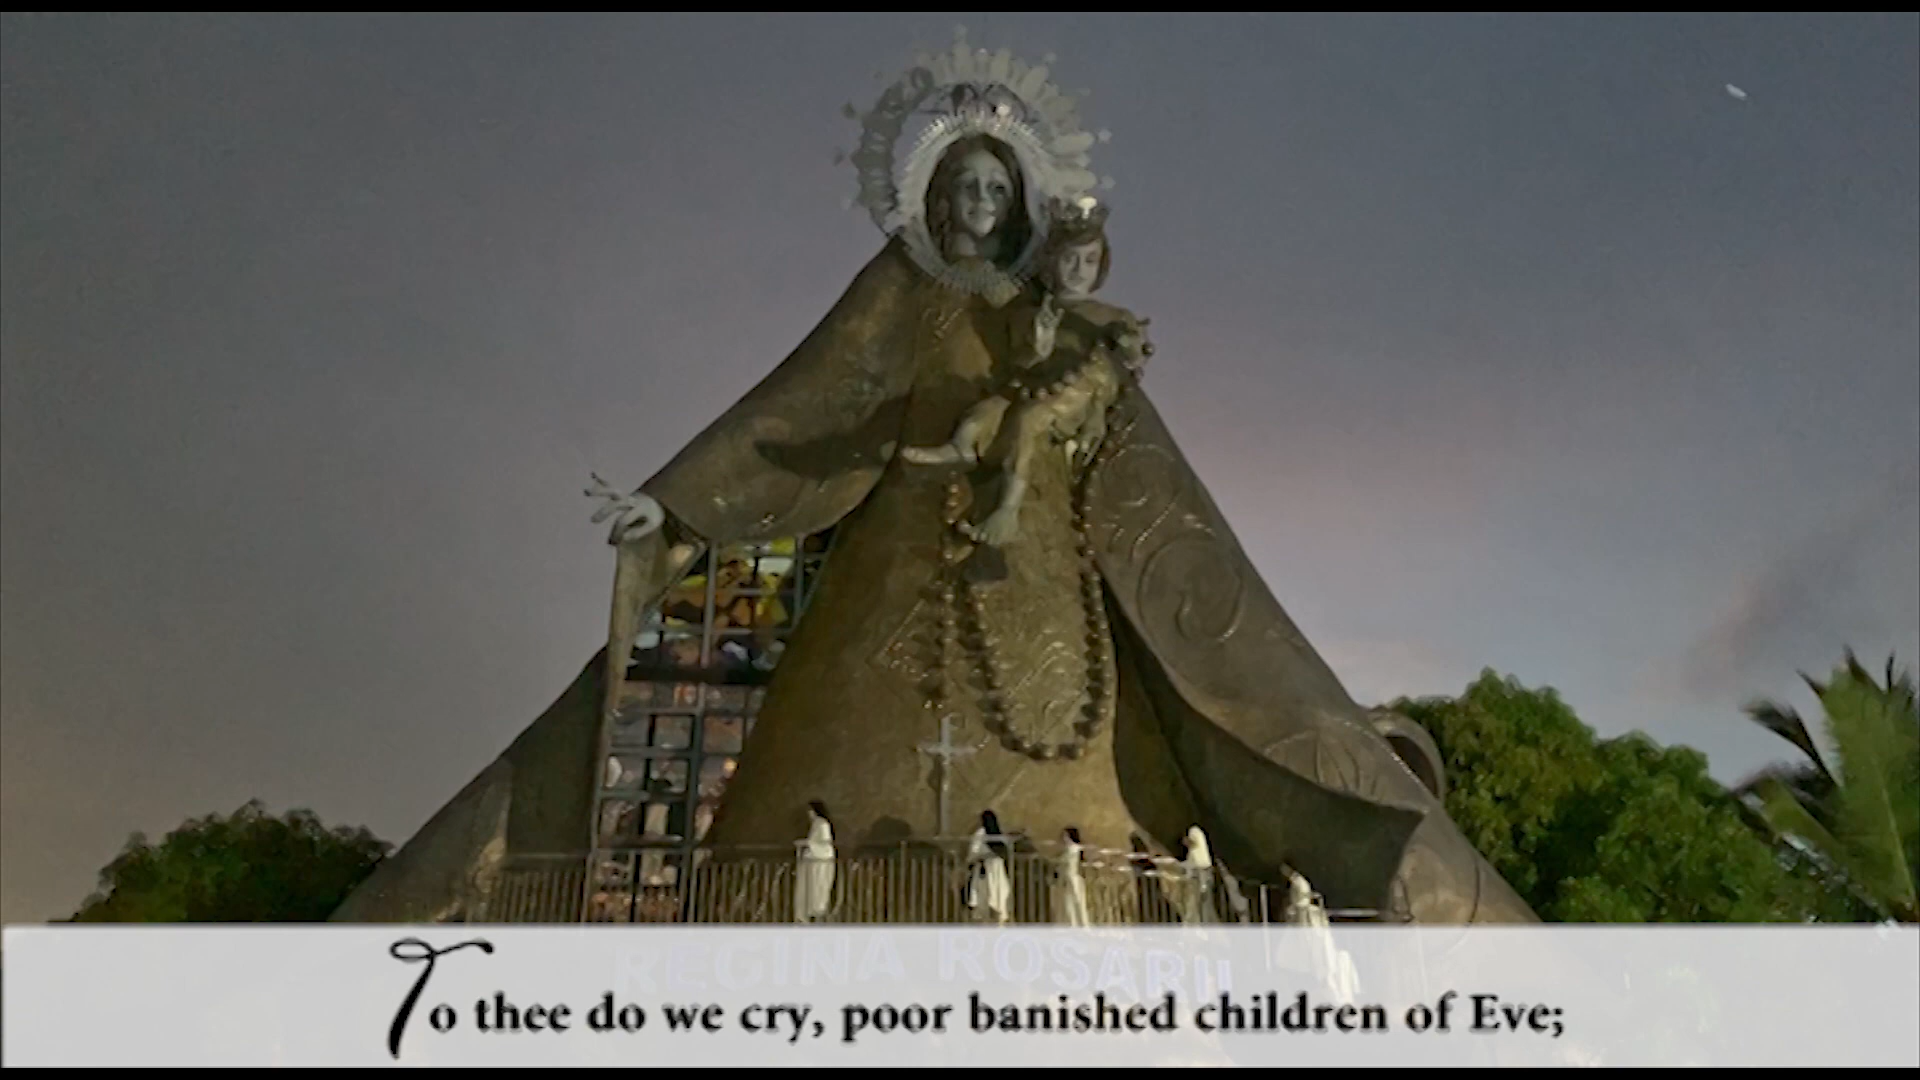 REGINA ROSARII
To thee do we cry, poor banished children of Eve;